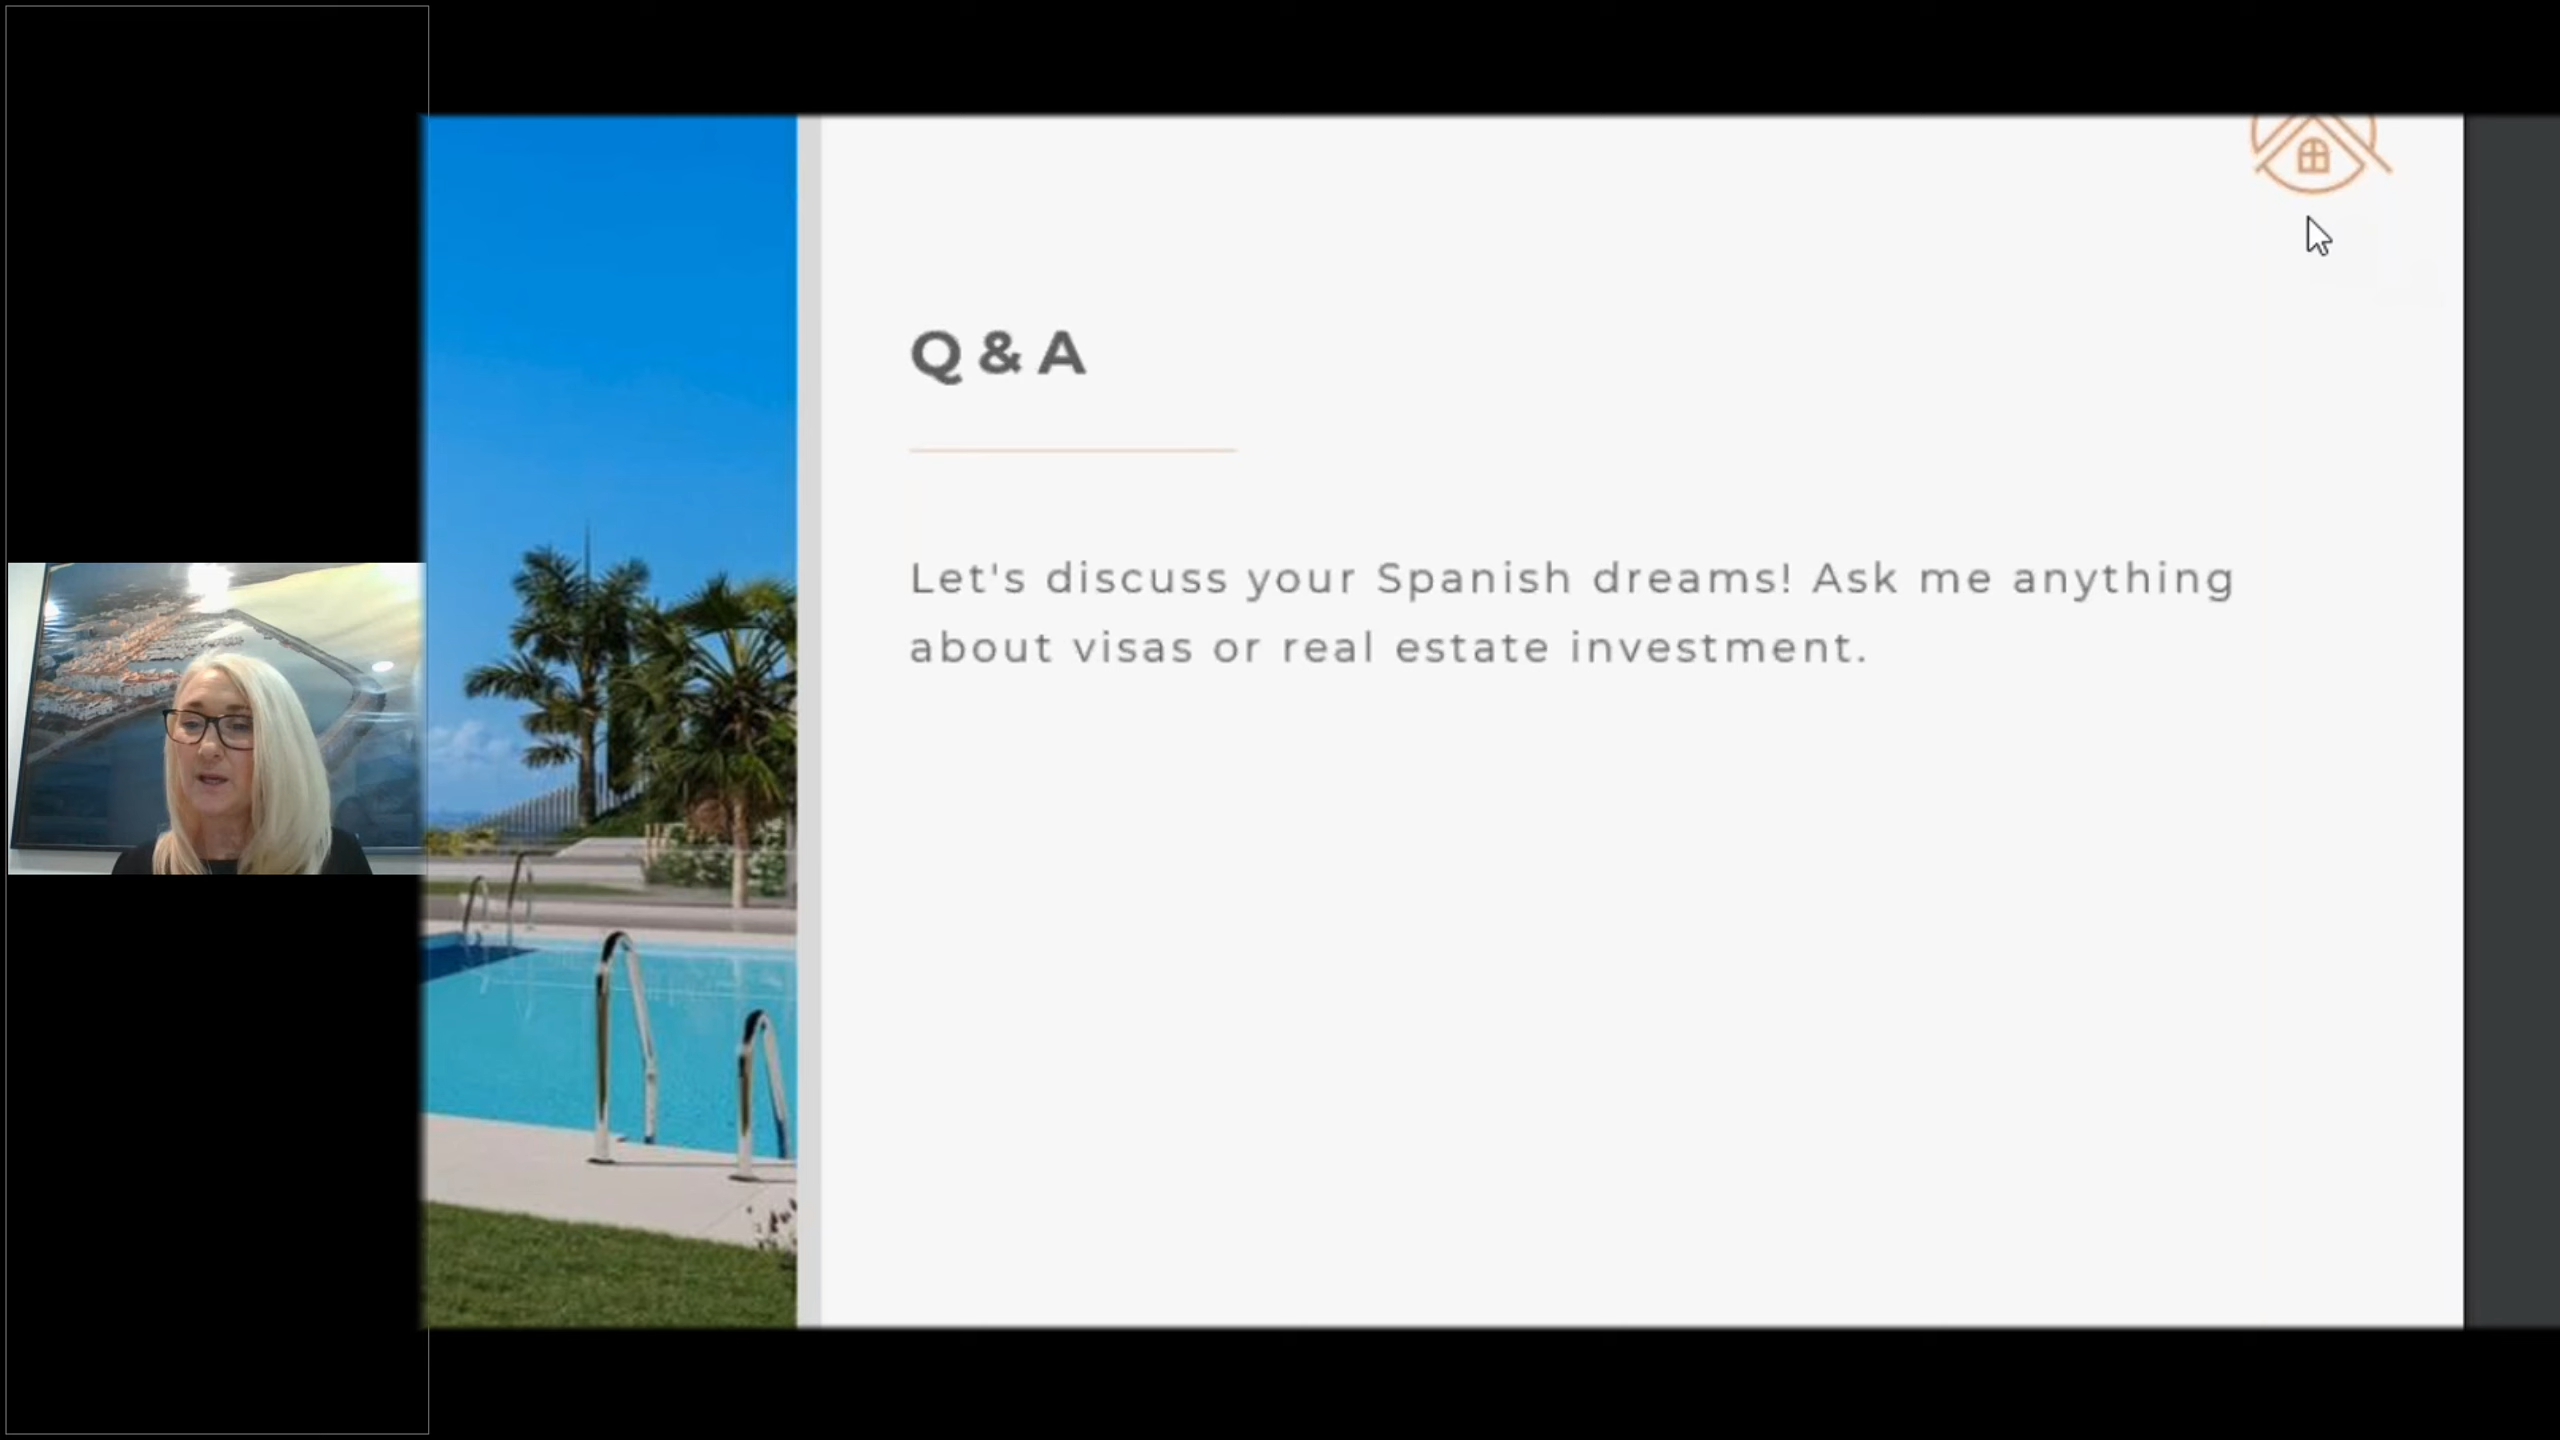 Q & A
Let's discuss your Spanish dreams! Ask me anything
about visas or real estate investment.